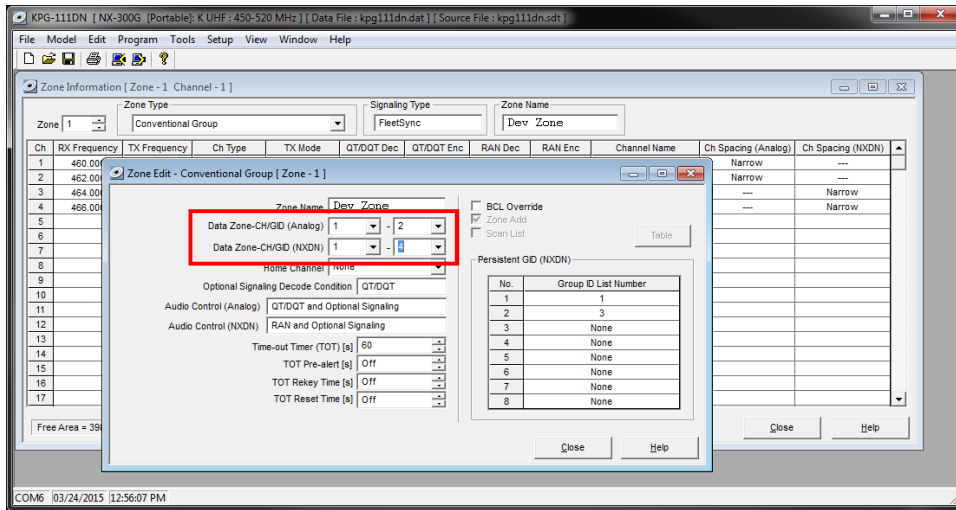 KPG-111DN [ NX-300G [Portable]: K UHF : 450-520 MHz ] [ Data File : kpg111dn.dat ] [ Source File : kpg111dn.sdt ]
File Model Edit Program Tools Setup View Window Help
Zone Information [ Zone - 1 Channel - 1 ]
Zone Type Signaling Type Zone Name
Zone 1 Conventional Group FleetSync Dev Zone
Ch RX Frequency TX Frequency Ch Type TX Mode QT/DQT Dec QT/DQT Enc RAN Dec RAN Enc Channel Name Ch Spacing (Analog) Ch Spacing (NXDN)
1 460.00 Narrow ---
2 462.00 Narrow ---
3 464.00 --- Narrow
4 466.00 --- Narrow
5
6
7
8
9
10
11
12
13
14
15
16
17
Free Area = 398 Close Help
Zone Edit - Conventional Group [ Zone - 1 ]
Zone Name Dev Zone
Data Zone-CH/GID (Analog) 1 - 2
Data Zone-CH/GID (NXDN) 1 - 4
Home Channel None
Optional Signaling Decode Condition QT/DQT
Audio Control (Analog) QT/DQT and Optional Signaling
Audio Control (NXDN) RAN and Optional Signaling
Time-out Timer (TOT) [s] 60
TOT Pre-alert [s] Off
TOT Rekey Time [s] Off
TOT Reset Time [s] Off
BCL Override
Zone Add
Scan List
Table
Persistent GID (NXDN)
No. Group ID List Number
1 1
2 3
3 None
4 None
5 None
6 None
7 None
8 None
Close Help
COM6 03/24/2015 12:56:07 PM